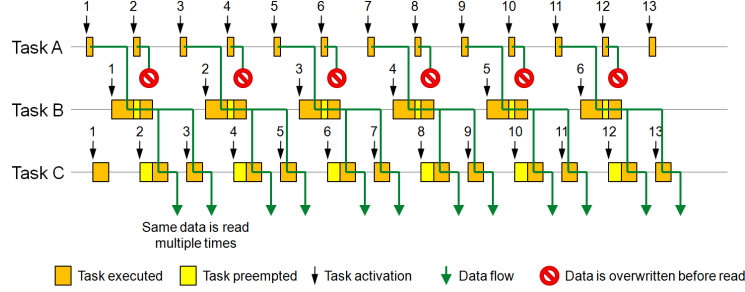 1 2 3 4 5 6 7 8 9 10 11 12 13
Task A
1 2 3 4 5 6
Task B
1 2 3 4 5 6 7 8 9 10 11 12 13
Task C
Same data is read
multiple times
Task executed Task preempted Task activation Data flow Data is overwritten before read